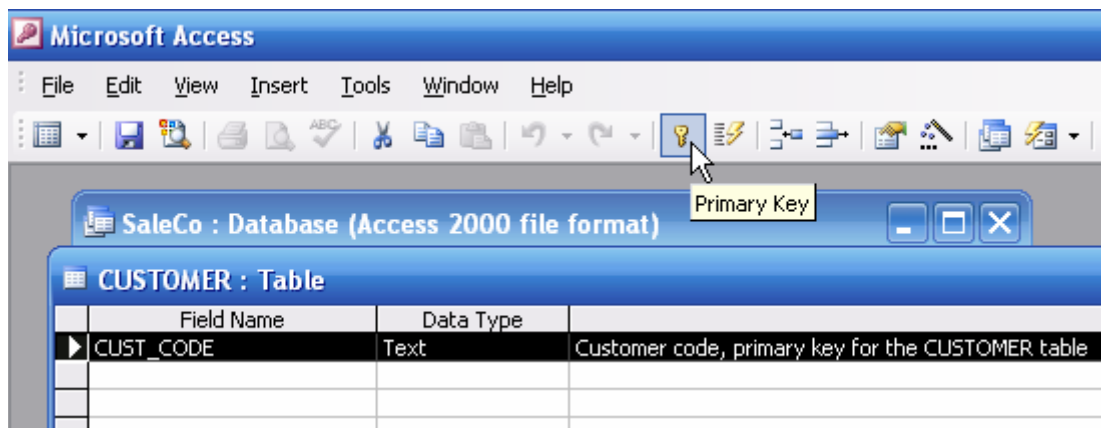 Microsoft Access
File Edit View Insert Tools Window Help
ABC
Primary Key
SaleCo : Database (Access 2000 file format)
CUSTOMER : Table
Field Name Data Type
CUST_CODE Text Customer code, primary key for the CUSTOMER table